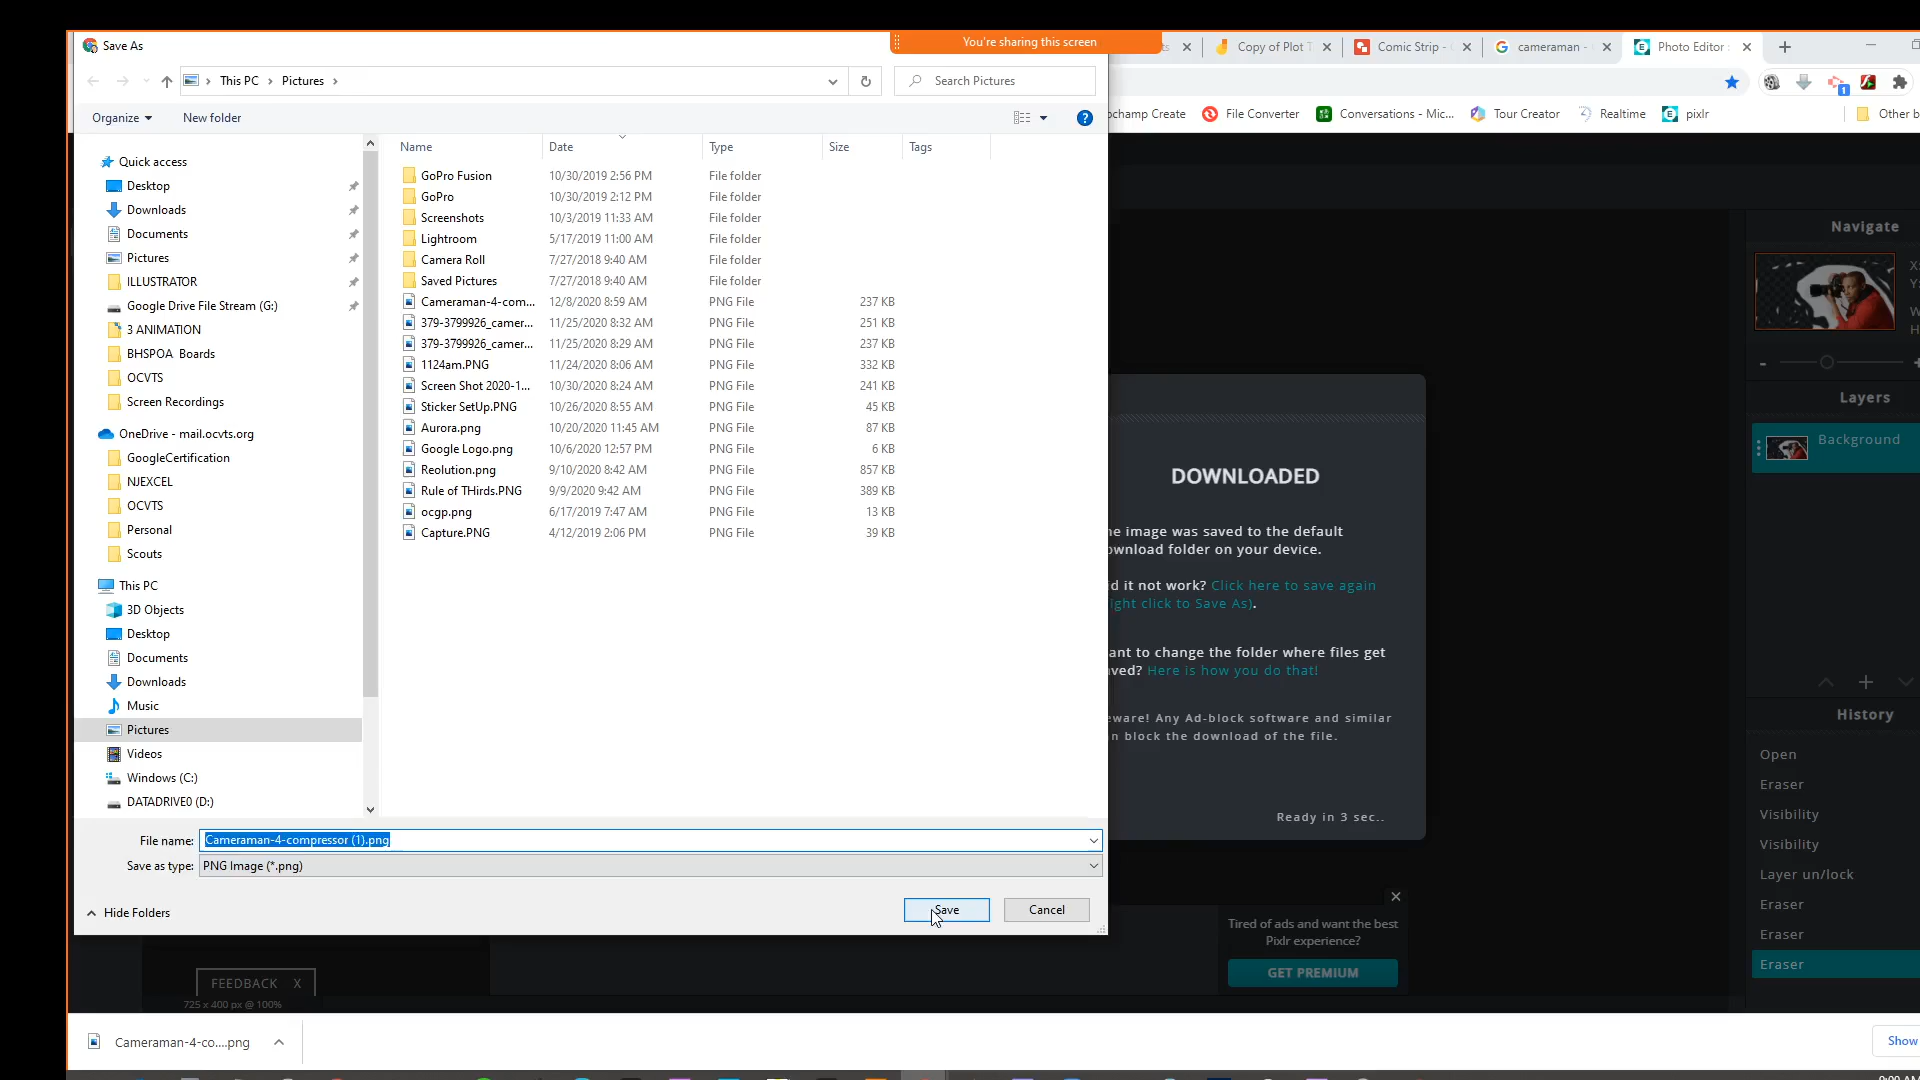 Save As
You're sharing this screen
Copy of Plot T
Comic Strip -
cameraman -
Photo Editor
This PC
Pictures
Search Pictures
Organize
New folder
pchamp Create
File Converter
Conversations - Mic...
Tour Creator
Realtime
pixlr
Other b
Name
Date
Type
Size
Tags
Quick access
Desktop
Downloads
Documents
Pictures
ILLUSTRATOR
Google Drive File Stream (G:)
3 ANIMATION
BHSPOA Boards
OCVTS
Screen Recordings
OneDrive - mail.ocvts.org
GoogleCertification
NJEXCEL
OCVTS
Personal
Scouts
This PC
3D Objects
Desktop
Documents
Downloads
Music
Pictures
Videos
Windows (C:)
DATADRIVE0 (D:)
GoPro Fusion 10/30/2019 2:56 PM File folder
GoPro 10/30/2019 2:12 PM File folder
Screenshots 10/3/2019 11:33 AM File folder
Lightroom 5/17/2019 11:00 AM File folder
Camera Roll 7/27/2018 9:40 AM File folder
Saved Pictures 7/27/2018 9:40 AM File folder
Cameraman-4-com... 12/8/2020 8:59 AM PNG File 237 KB
379-3799926_camer... 11/25/2020 8:32 AM PNG File 251 KB
379-3799926_camer... 11/25/2020 8:29 AM PNG File 237 KB
1124am.PNG 11/24/2020 8:06 AM PNG File 332 KB
Screen Shot 2020-1... 10/30/2020 8:24 AM PNG File 241 KB
Sticker SetUp.PNG 10/26/2020 8:55 AM PNG File 45 KB
Aurora.png 10/20/2020 11:45 AM PNG File 87 KB
Google Logo.png 10/6/2020 12:57 PM PNG File 6 KB
Reolution.png 9/10/2020 8:42 AM PNG File 857 KB
Rule of THirds.PNG 9/9/2020 9:42 AM PNG File 389 KB
ocgp.png 6/17/2019 7:47 AM PNG File 13 KB
Capture.PNG 4/12/2019 2:06 PM PNG File 39 KB
File name: Cameraman-4-compressor (1).png
Save as type: PNG Image (*.png)
Hide Folders
Save
Cancel
DOWNLOADED
he image was saved to the default
ownload folder on your device.
id it not work? Click here to save again
ight click to Save As).
ant to change the folder where files get
aved? Here is how you do that!
eware! Any Ad-block software and similar
an block the download of the file.
Ready in 3 sec..
Navigate
X:
Y:
W
H
Layers
Background
History
Open
Eraser
Visibility
Visibility
Layer un/lock
Eraser
Eraser
Eraser
Tired of ads and want the best
Pixlr experience?
GET PREMIUM
FEEDBACK X
725 x 400 px @ 100%
Cameraman-4-co....png
Show